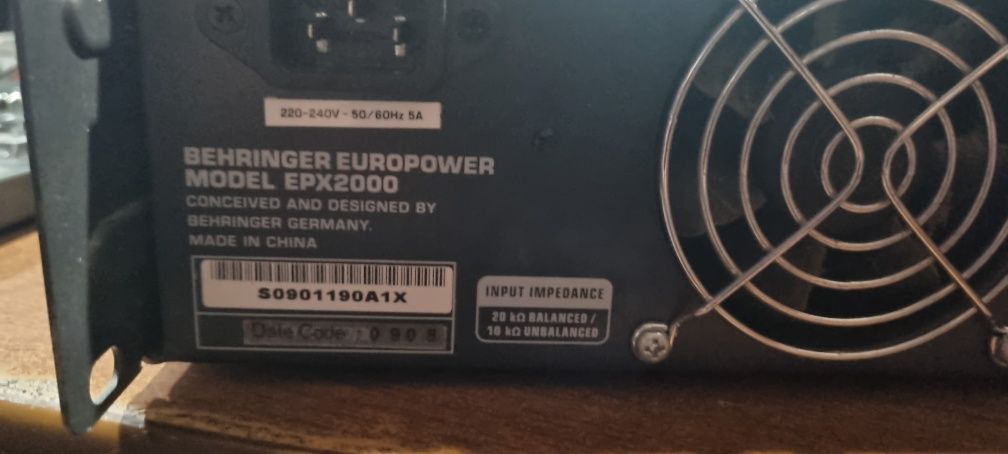 220-240V - 50/60Hz 5A
BEHRINGER EUROPOWER
MODEL EPX2000
CONCEIVED AND DESIGNED BY
BEHRINGER GERMANY.
MADE IN CHINA
S0901190A1X
Date Code : 0908
INPUT IMPEDANCE
20 kΩ BALANCED /
10 kΩ UNBALANCED